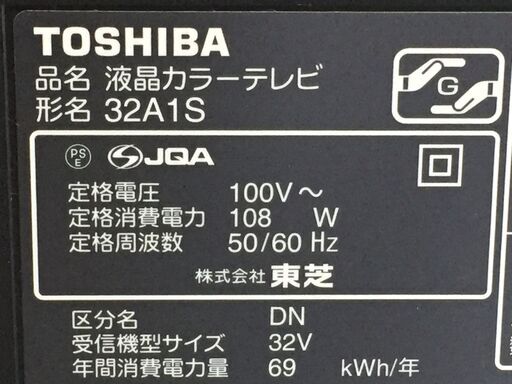 TOSHIBA
品名 液晶カラーテレビ
形名 32A1S
G
PS
E
JQA
定格電圧 100V～
定格消費電力 108 W
定格周波数 50/60 Hz
株式会社 東芝
区分名 DN
受信機型サイズ 32V
年間消費電力量 69 kWh/年